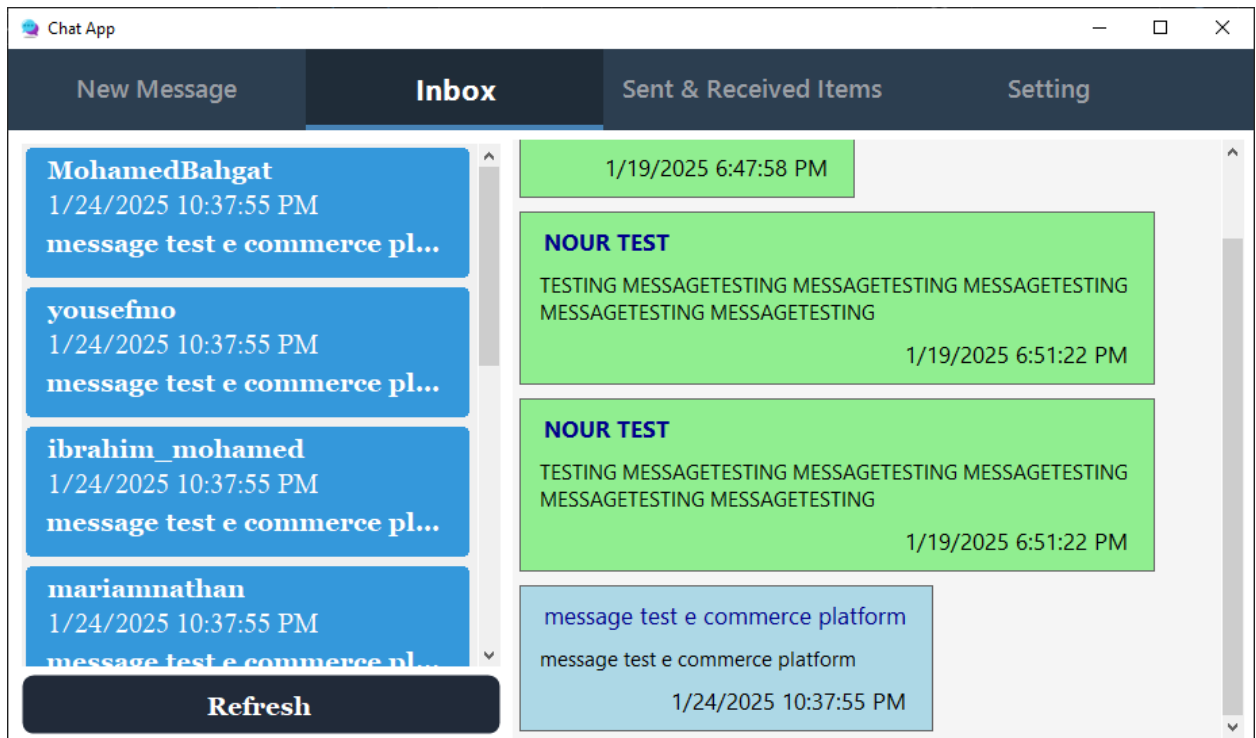 Chat App
New Message
Inbox
Sent & Received Items
Setting
MohamedBahgat
1/24/2025 10:37:55 PM
message test e commerce pl...
yousefmo
1/24/2025 10:37:55 PM
message test e commerce pl...
ibrahim_mohamed
1/24/2025 10:37:55 PM
message test e commerce pl...
mariamnathan
1/24/2025 10:37:55 PM
message test e commerce pl...
Refresh
1/19/2025 6:47:58 PM
NOUR TEST
TESTING MESSAGETESTING MESSAGETESTING MESSAGETESTING
MESSAGETESTING MESSAGETESTING
1/19/2025 6:51:22 PM
NOUR TEST
TESTING MESSAGETESTING MESSAGETESTING MESSAGETESTING
MESSAGETESTING MESSAGETESTING
1/19/2025 6:51:22 PM
message test e commerce platform
message test e commerce platform
1/24/2025 10:37:55 PM